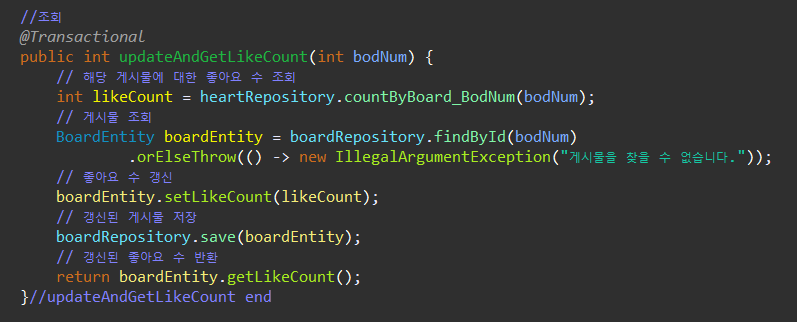 //조회
@Transactional
public int updateAndGetLikeCount(int bodNum) {
// 해당 게시물에 대한 좋아요 수 조회
int likeCount = heartRepository.countByBoard_BodNum(bodNum);
// 게시물 조회
BoardEntity boardEntity = boardRepository.findById(bodNum)
.orElseThrow(() -> new IllegalArgumentException("게시물을 찾을 수 없습니다."));
// 좋아요 수 갱신
boardEntity.setLikeCount(likeCount);
// 갱신된 게시물 저장
boardRepository.save(boardEntity);
// 갱신된 좋아요 수 반환
return boardEntity.getLikeCount();
}//updateAndGetLikeCount end